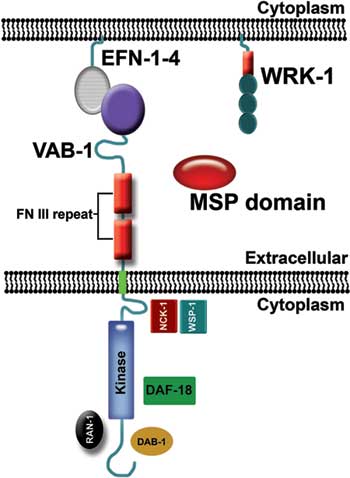 Cytoplasm
EFN-1-4
WRK-1
VAB-1
MSP domain
FN III repeat
Extracellular
Cytoplasm
NCK-1
WSP-1
Kinase
DAF-18
RAN-1
DAB-1